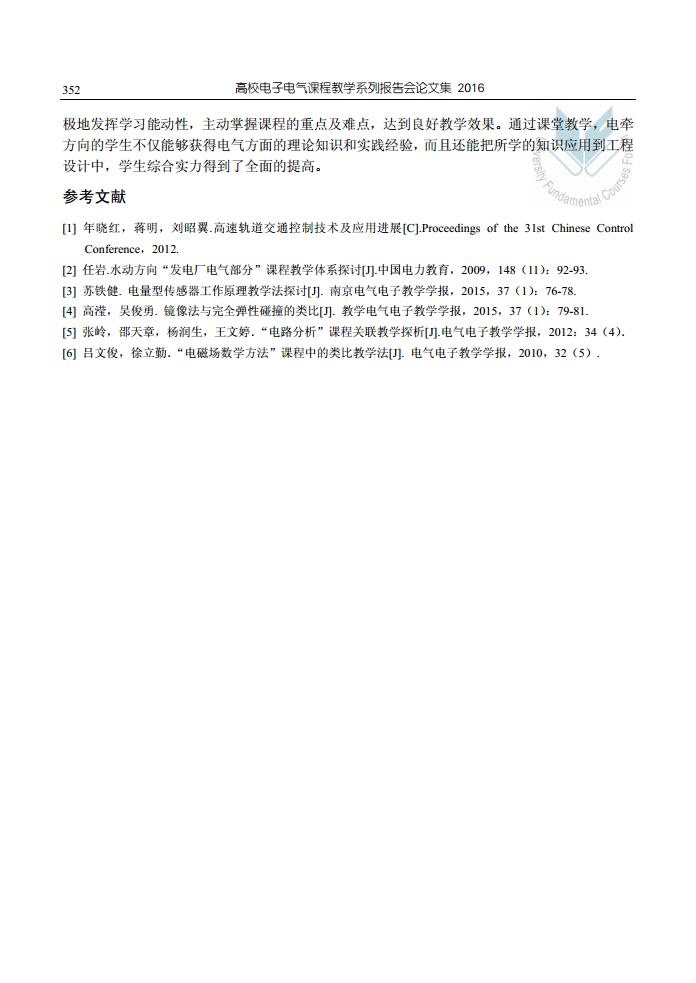 352
高校电子电气课程教学系列报告会论文集 2016
极地发挥学习能动性，主动掌握课程的重点及难点，达到良好教学效果。通过课堂教学，电牵
方向的学生不仅能够获得电气方面的理论知识和实践经验，而且还能把所学的知识应用到工程
设计中，学生综合实力得到了全面的提高。
参考文献
[1] 年晓红，蒋明，刘昭翼.高速轨道交通控制技术及应用进展[C].Proceedings of the 31st Chinese Control
Conference，2012.
[2] 任岩.水动方向“发电厂电气部分”课程教学体系探讨[J].中国电力教育，2009，148（11）：92-93.
[3] 苏铁健. 电量型传感器工作原理教学法探讨[J]. 南京电气电子教学学报，2015，37（1）：76-78.
[4] 高滢，吴俊勇. 镜像法与完全弹性碰撞的类比[J]. 教学电气电子教学学报，2015，37（1）：79-81.
[5] 张岭，邵天章，杨润生，王文婷．“电路分析”课程关联教学探析[J].电气电子教学学报，2012：34（4）.
[6] 吕文俊，徐立勤．“电磁场数学方法”课程中的类比教学法[J]. 电气电子教学学报，2010，32（5）.
Fundamental Courses